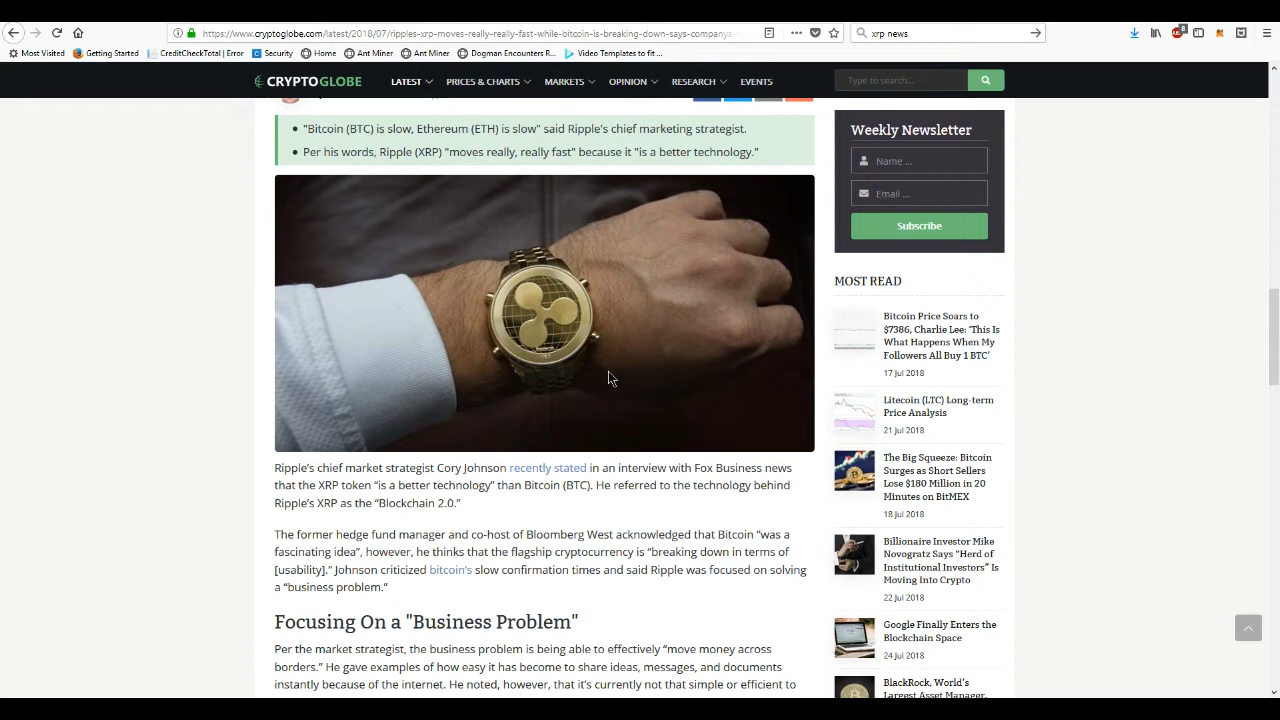 https://www.cryptoglobe.com/latest/2018/07/ripples-xrp-moves-really-really-fast-while-bitcoin-is-breaking-down-says-companys-
xrp news
8
Most Visited
Getting Started
CreditCheckTotal | Error
Security
Home
Ant Miner
Ant Miner
Dogman Encounters R...
Video Templates to fit ...
CRYPTOGLOBE
LATEST
PRICES & CHARTS
MARKETS
OPINION
RESEARCH
EVENTS
Type to search...
"Bitcoin (BTC) is slow, Ethereum (ETH) is slow" said Ripple's chief marketing strategist.
Per his words, Ripple (XRP) "moves really, really fast" because it "is a better technology."
Ripple's chief market strategist Cory Johnson recently stated in an interview with Fox Business news
that the XRP token “is a better technology” than Bitcoin (BTC). He referred to the technology behind
Ripple's XRP as the “Blockchain 2.0.”
The former hedge fund manager and co-host of Bloomberg West acknowledged that Bitcoin “was a
fascinating idea”, however, he thinks that the flagship cryptocurrency is “breaking down in terms of
[usability].” Johnson criticized bitcoin's slow confirmation times and said Ripple was focused on solving
a “business problem.”
Focusing On a "Business Problem"
Per the market strategist, the business problem is being able to effectively “move money across
borders.” He gave examples of how easy it has become to share ideas, messages, and documents
instantly because of the internet. He noted, however, that it's currently not that simple or efficient to
Weekly Newsletter
Name ...
Email ...
Subscribe
MOST READ
Bitcoin Price Soars to
$7386, Charlie Lee: ‘This Is
What Happens When My
Followers All Buy 1 BTC’
17 Jul 2018
Litecoin (LTC) Long-term
Price Analysis
21 Jul 2018
The Big Squeeze: Bitcoin
Surges as Short Sellers
Lose $180 Million in 20
Minutes on BitMEX
18 Jul 2018
Billionaire Investor Mike
Novogratz Says “Herd of
Institutional Investors” Is
Moving Into Crypto
22 Jul 2018
Google Finally Enters the
Blockchain Space
24 Jul 2018
BlackRock, World's
Largest Asset Manager,